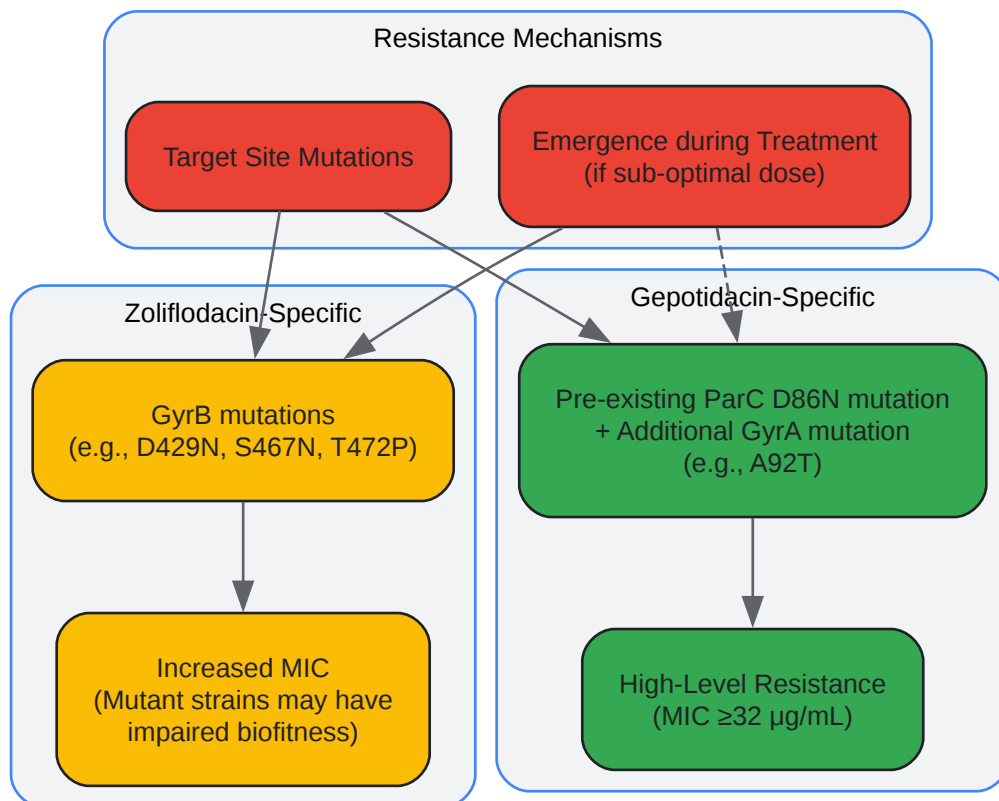 Resistance Mechanisms
Target Site Mutations
Emergence during Treatment
(if sub-optimal dose)
Zoliflodacin-Specific
GyrB mutations
(e.g., D429N, S467N, T472P)
Increased MIC
(Mutant strains may have
impaired biofitness)
Gepotidacin-Specific
Pre-existing ParC D86N mutation
+ Additional GyrA mutation
(e.g., A92T)
High-Level Resistance
(MIC ≥32 μg/mL)